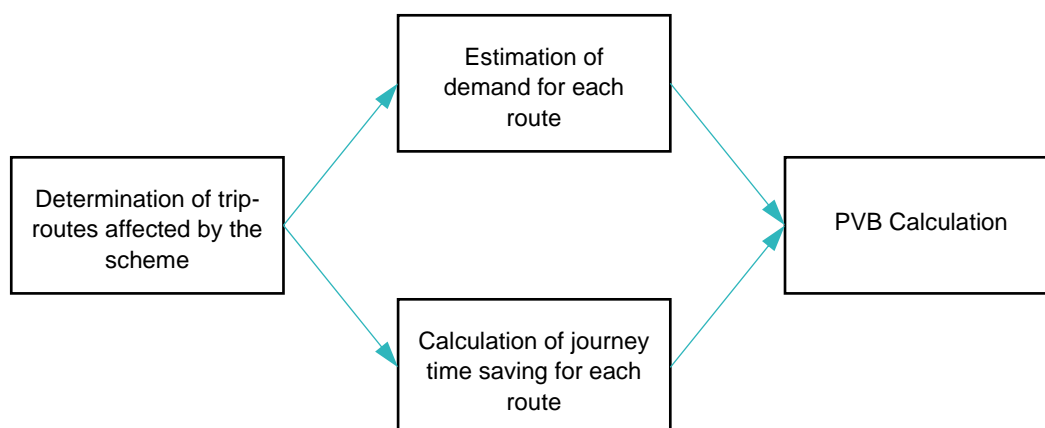 Estimation of
demand for each
route
Determination of trip-
routes affected by the
scheme
PVB Calculation
Calculation of journey
time saving for each
route